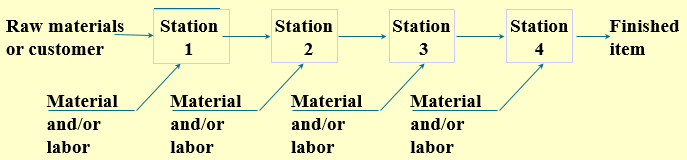 Raw materials
or customer
Station
1
Station
2
Station
3
Station
4
Finished
item
Material
and/or
labor
Material
and/or
labor
Material
and/or
labor
Material
and/or
labor